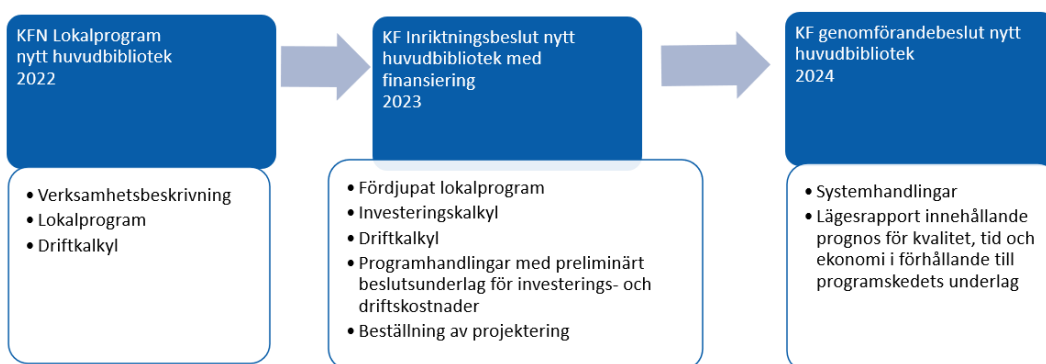 KFN Lokalprogram
nytt huvudbibliotek
2022
• Verksamhetsbeskrivning
• Lokalprogram
• Driftkalkyl
KF Inriktningsbeslut nytt
huvudbibliotek med
finansiering
2023
• Fördjupat lokalprogram
• Investeringskalkyl
• Driftkalkyl
• Programhandlingar med preliminärt
beslutsunderlag för investerings- och
driftskostnader
• Beställning av projektering
KF genomförandebeslut nytt
huvudbibliotek
2024
• Systemhandlingar
• Lägesrapport innehållande
prognos för kvalitet, tid och
ekonomi i förhållande till
programskedets underlag